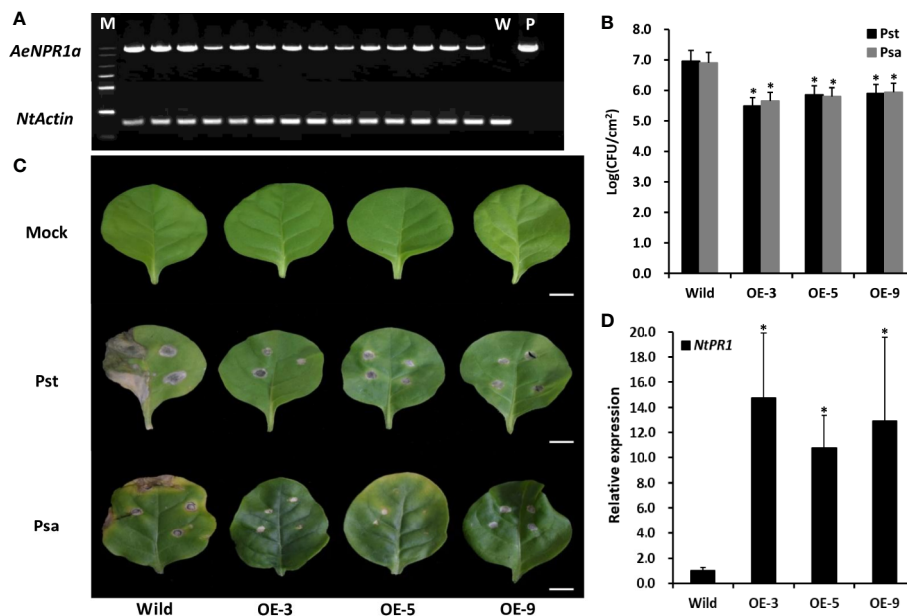 A
M
W
P
AeNPR1a
NtActin
B
8.0
7.0
6.0
5.0
4.0
3.0
2.0
1.0
0.0
Log(CFU/cm²)
Pst
Psa
*
*
*
*
*
*
Wild
OE-3
OE-5
OE-9
C
Mock
Pst
Psa
Wild
OE-3
OE-5
OE-9
D
20.0
18.0
16.0
14.0
12.0
10.0
8.0
6.0
4.0
2.0
0.0
Relative expression
NtPR1
*
*
*
Wild
OE-3
OE-5
OE-9